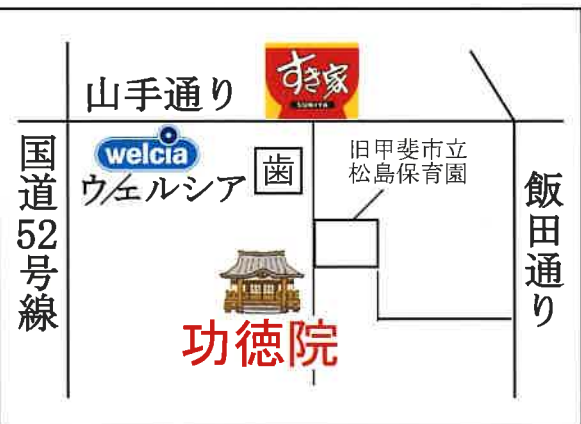 山手通り
すき家
SUKIYA
welcia
ウェルシア
歯
旧甲斐市立
松島保育園
国道52号線
飯田通り
功徳院